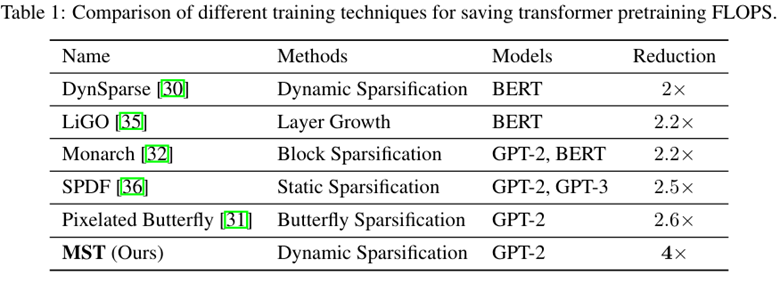 Table 1: Comparison of different training techniques for saving transformer pretraining FLOPS.
Name Methods Models Reduction
DynSparse [30] Dynamic Sparsification BERT 2×
LiGO [35] Layer Growth BERT 2.2×
Monarch [32] Block Sparsification GPT-2, BERT 2.2×
SPDF [36] Static Sparsification GPT-2, GPT-3 2.5×
Pixelated Butterfly [31] Butterfly Sparsification GPT-2 2.6×
MST (Ours) Dynamic Sparsification GPT-2 4×